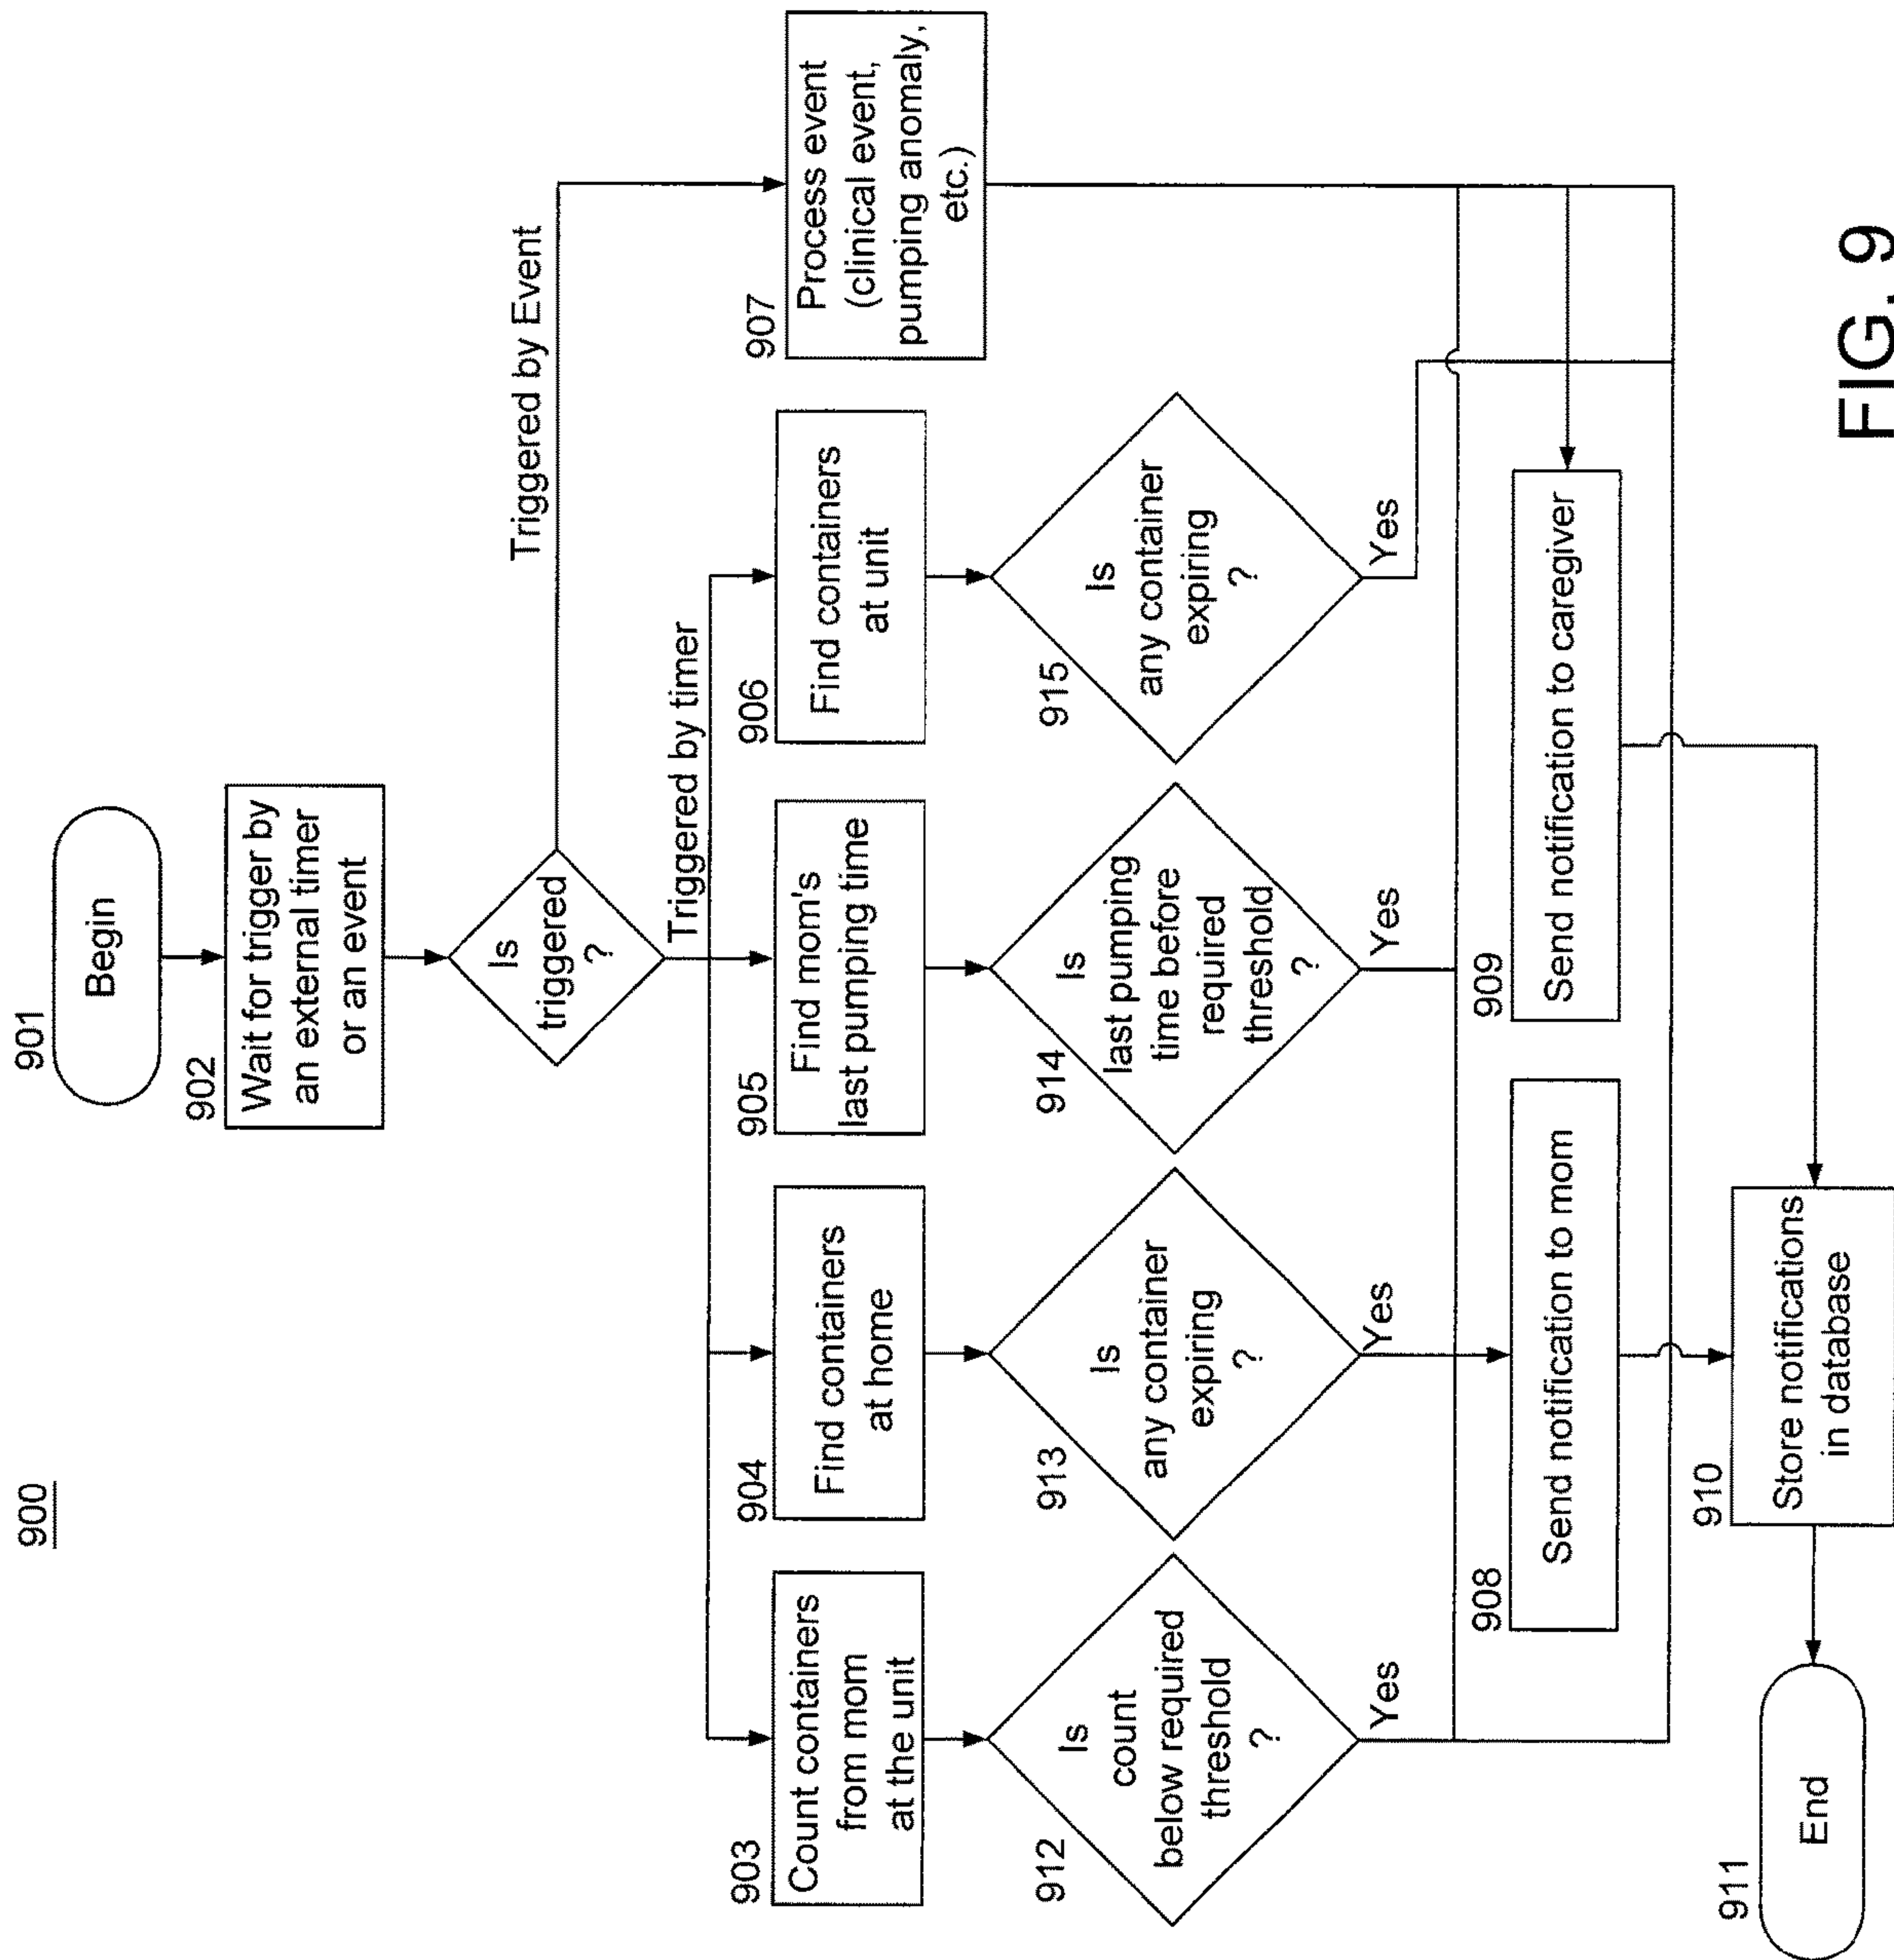 900
901
Begin
902
Wait for trigger by
an external timer
or an event
Is
triggered
?
Triggered by Event
Triggered by timer
903
Count containers
from mom
at the unit
904
Find containers
at home
905
Find mom's
last pumping time
906
Find containers
at unit
907
Process event
(clinical event,
pumping anomaly,
etc.)
912
Is
count
below required
threshold
?
Yes
913
Is
any container
expiring
?
Yes
914
Is
last pumping
time before
required
threshold
?
Yes
915
Is
any container
expiring
?
Yes
908
Send notification to mom
909
Send notification to caregiver
910
Store notifications
in database
911
End
FIG. 9